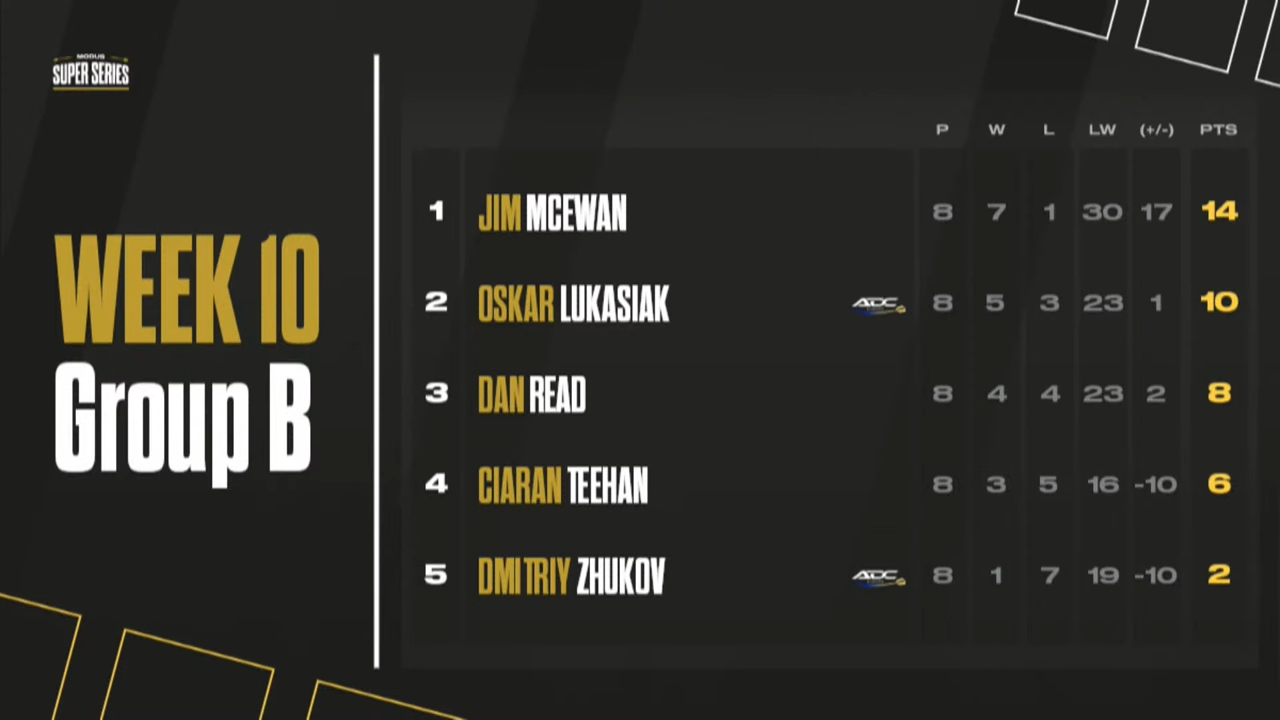 MODUS
SUPER SERIES
WEEK 10
Group B
P W L LW (+/-) PTS
1 JIM MCEWAN 8 7 1 30 17 14
2 OSKAR LUKASIAK ADC 8 5 3 23 1 10
3 DAN READ 8 4 4 23 2 8
4 CIARAN TEEHAN 8 3 5 16 -10 6
5 DMITRIY ZHUKOV ADC 8 1 7 19 -10 2